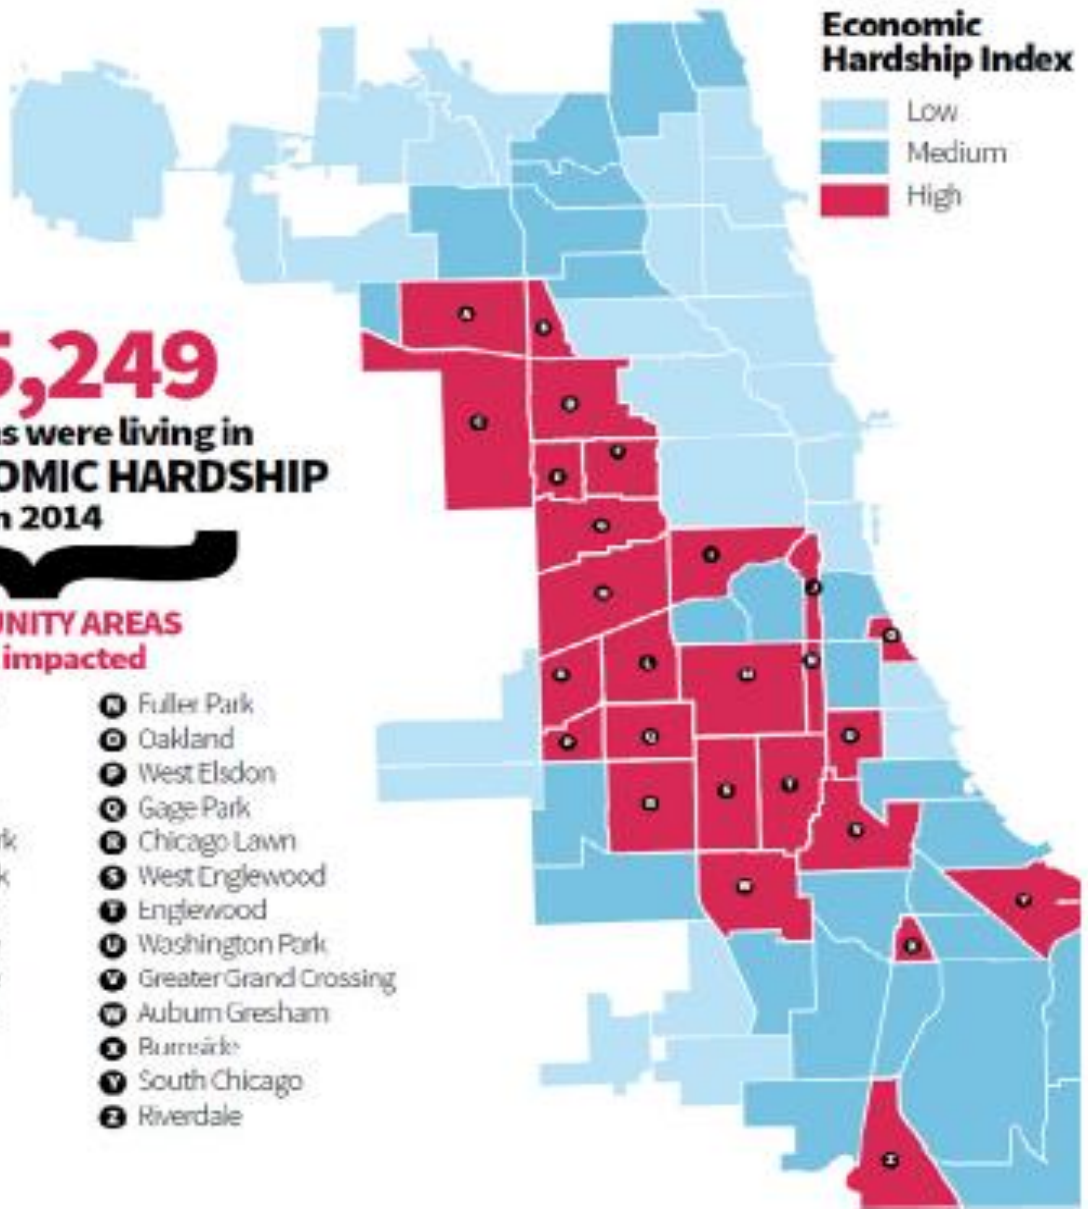 Economic
Hardship Index
Low
Medium
High
5,249
s were living in
OMIC HARDSHIP
n 2014
UNITY AREAS
impacted
rk
k
N Fuller Park
O Oakland
P West Elsdon
Q Gage Park
R Chicago Lawn
S West Englewood
T Englewood
U Washington Park
V Greater Grand Crossing
W Auburn Gresham
X Burnside
Y South Chicago
Z Riverdale
A
C
D
L
M
Q
T
V
W
Y